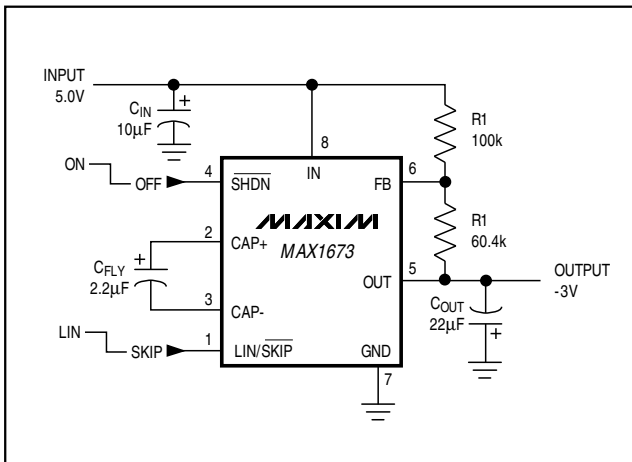 INPUT
5.0V
CIN
10µF
+
R1
100k
8
IN
ON
OFF
4
SHDN
6
FB
MAXIM
MAX1673
R1
60.4k
2
CAP+
+
CFLY
2.2µF
3
CAP-
5
OUT
OUTPUT
-3V
COUT
22µF
+
LIN
SKIP
1
LIN/SKIP
GND
7